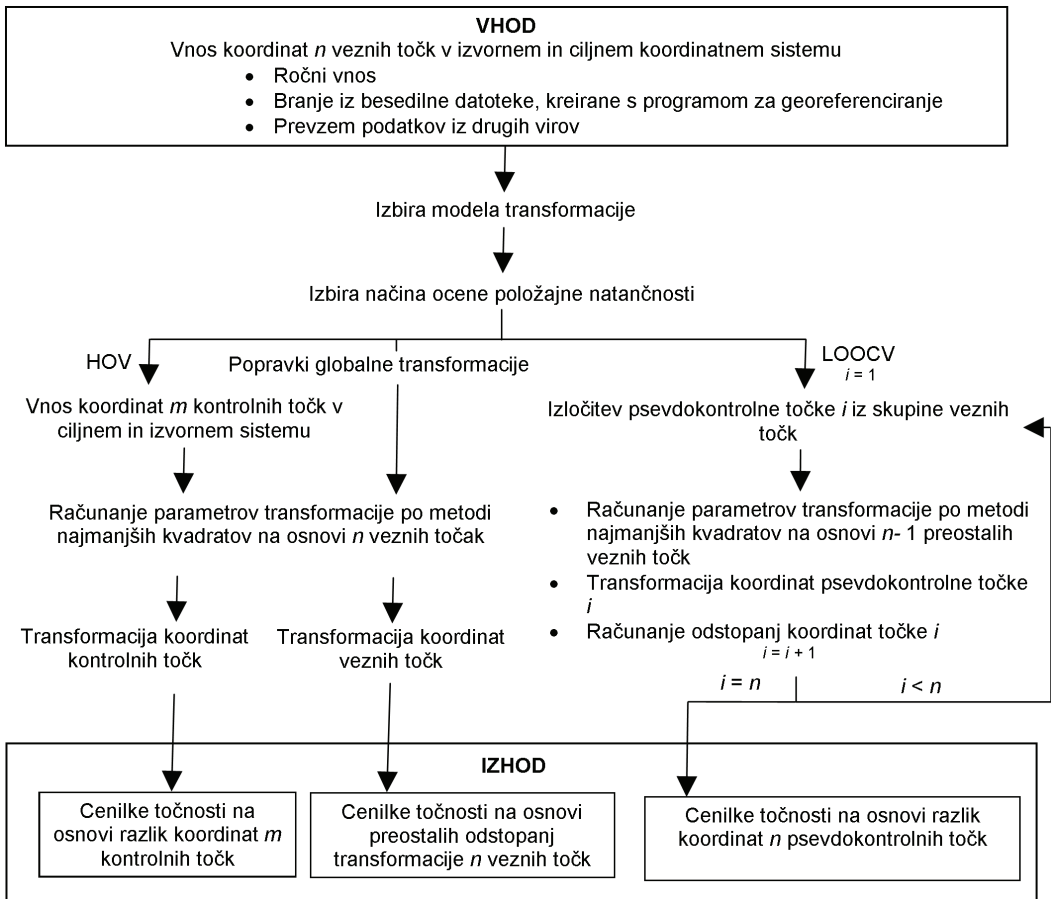 VHOD
Vnos koordinat n veznih točk v izvornem in ciljnem koordinatnem sistemu
• Ročni vnos
• Branje iz besedilne datoteke, kreirane s programom za georeferenciranje
• Prevzem podatkov iz drugih virov
Izbira modela transformacije
Izbira načina ocene položajne natančnosti
HOV
Popravki globalne transformacije
LOOCV
i = 1
Vnos koordinat m kontrolnih točk v
ciljnem in izvornem sistemu
Izločitev psevdokontrolne točke i iz skupine veznih
točk
Računanje parametrov transformacije po metodi
najmanjših kvadratov na osnovi n veznih točak
• Računanje parametrov transformacije po metodi
najmanjših kvadratov na osnovi n- 1 preostalih
veznih točk
• Transformacija koordinat psevdokontrolne točke
i
• Računanje odstopanj koordinat točke i
i = i + 1
Transformacija koordinat
kontrolnih točk
Transformacija koordinat
veznih točk
i = n
i < n
IZHOD
Cenilke točnosti na
osnovi razlik koordinat m
kontrolnih točk
Cenilke točnosti na osnovi
preostalih odstopanj
transformacije n veznih točk
Cenilke točnosti na osnovi razlik
koordinat n psevdokontrolnih točk